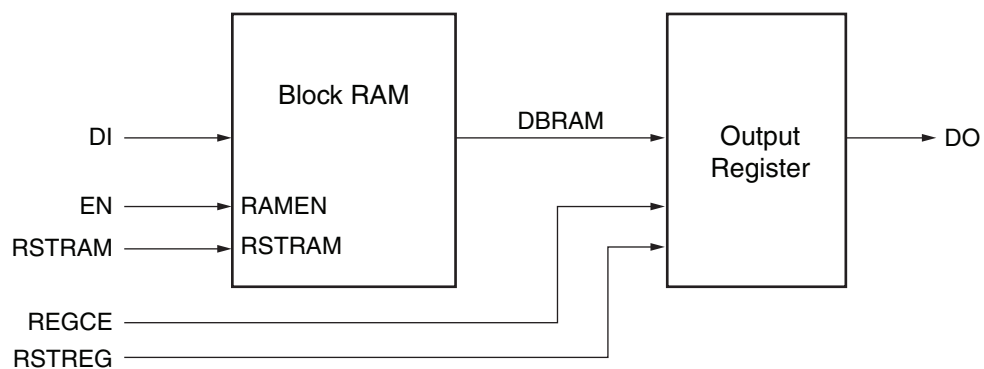 Block RAM
DI
DBRAM
Output
Register
DO
EN
RAMEN
RSTRAM
RSTRAM
REGCE
RSTREG